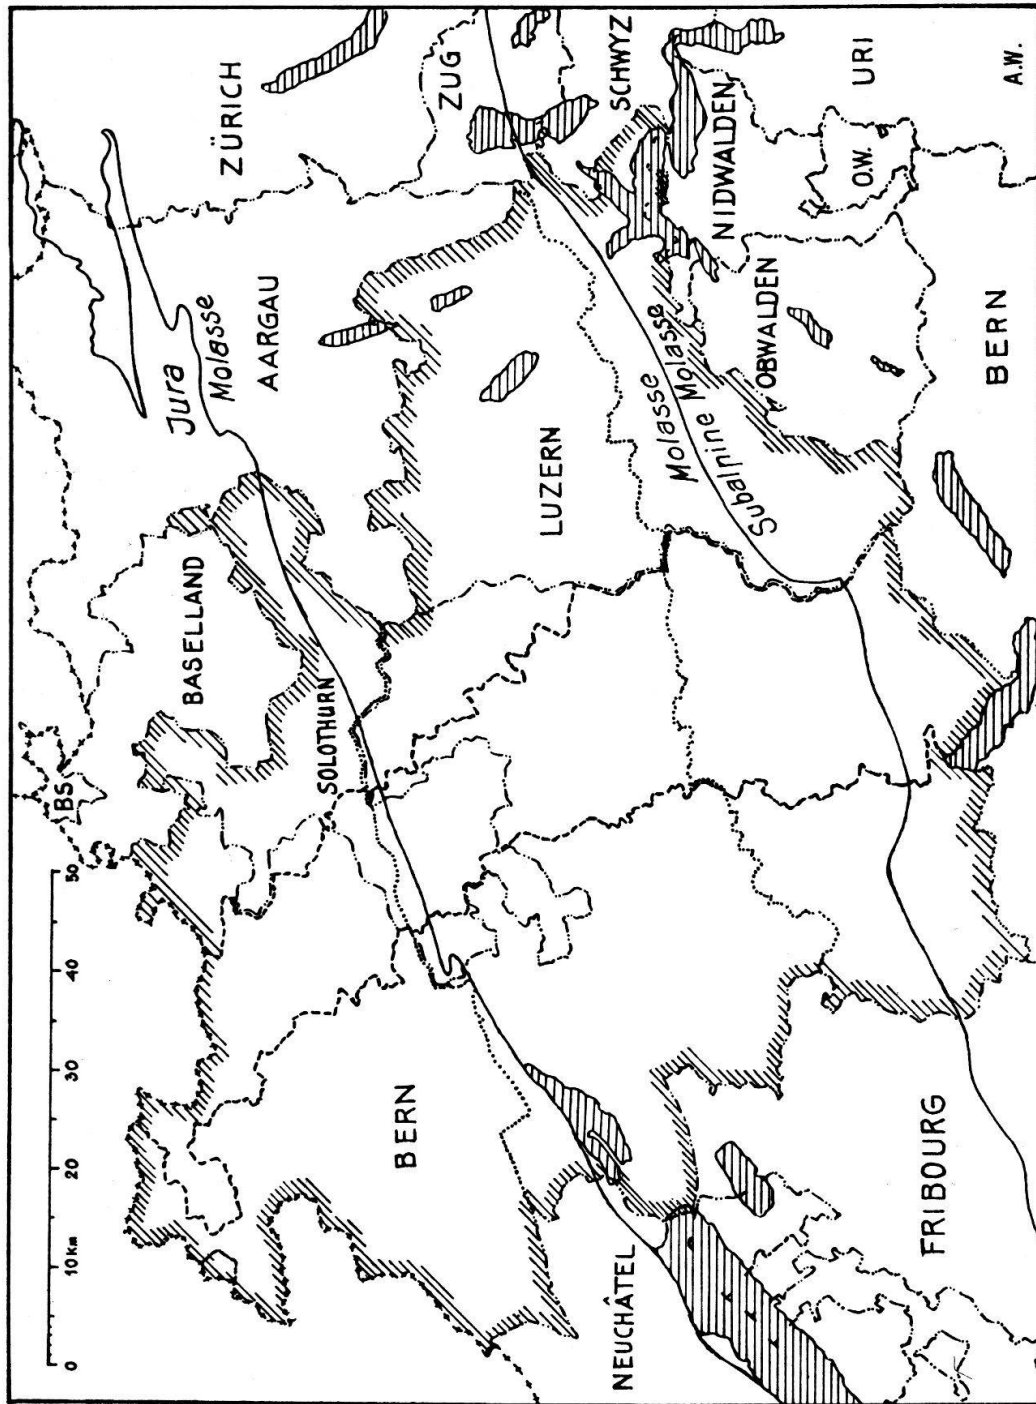 ZÜRICH
ZUG
SCHWYZ
NIDWALDEN
URI
A.W.
O.W.
Jura
Molasse
AARGAU
OBWALDEN
BERN
Molasse
Subalpine Molasse
LUZERN
BASELLAND
SOLOTHURN
BS
BERN
NEUCHÂTEL
FRIBOURG
0
10 Km
20
30
40
50